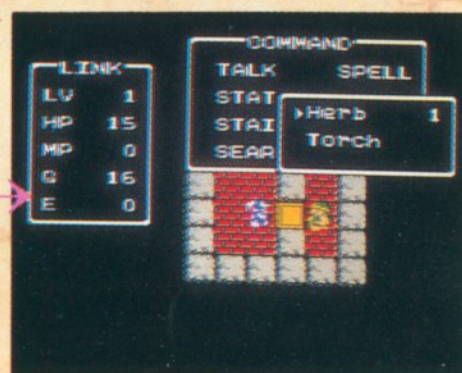 LINK
LV 1
HP 15
MP 0
G 16
E 0
COMMAND
TALK SPELL
STAT
STAI
SEAR
▸Herb 1
Torch